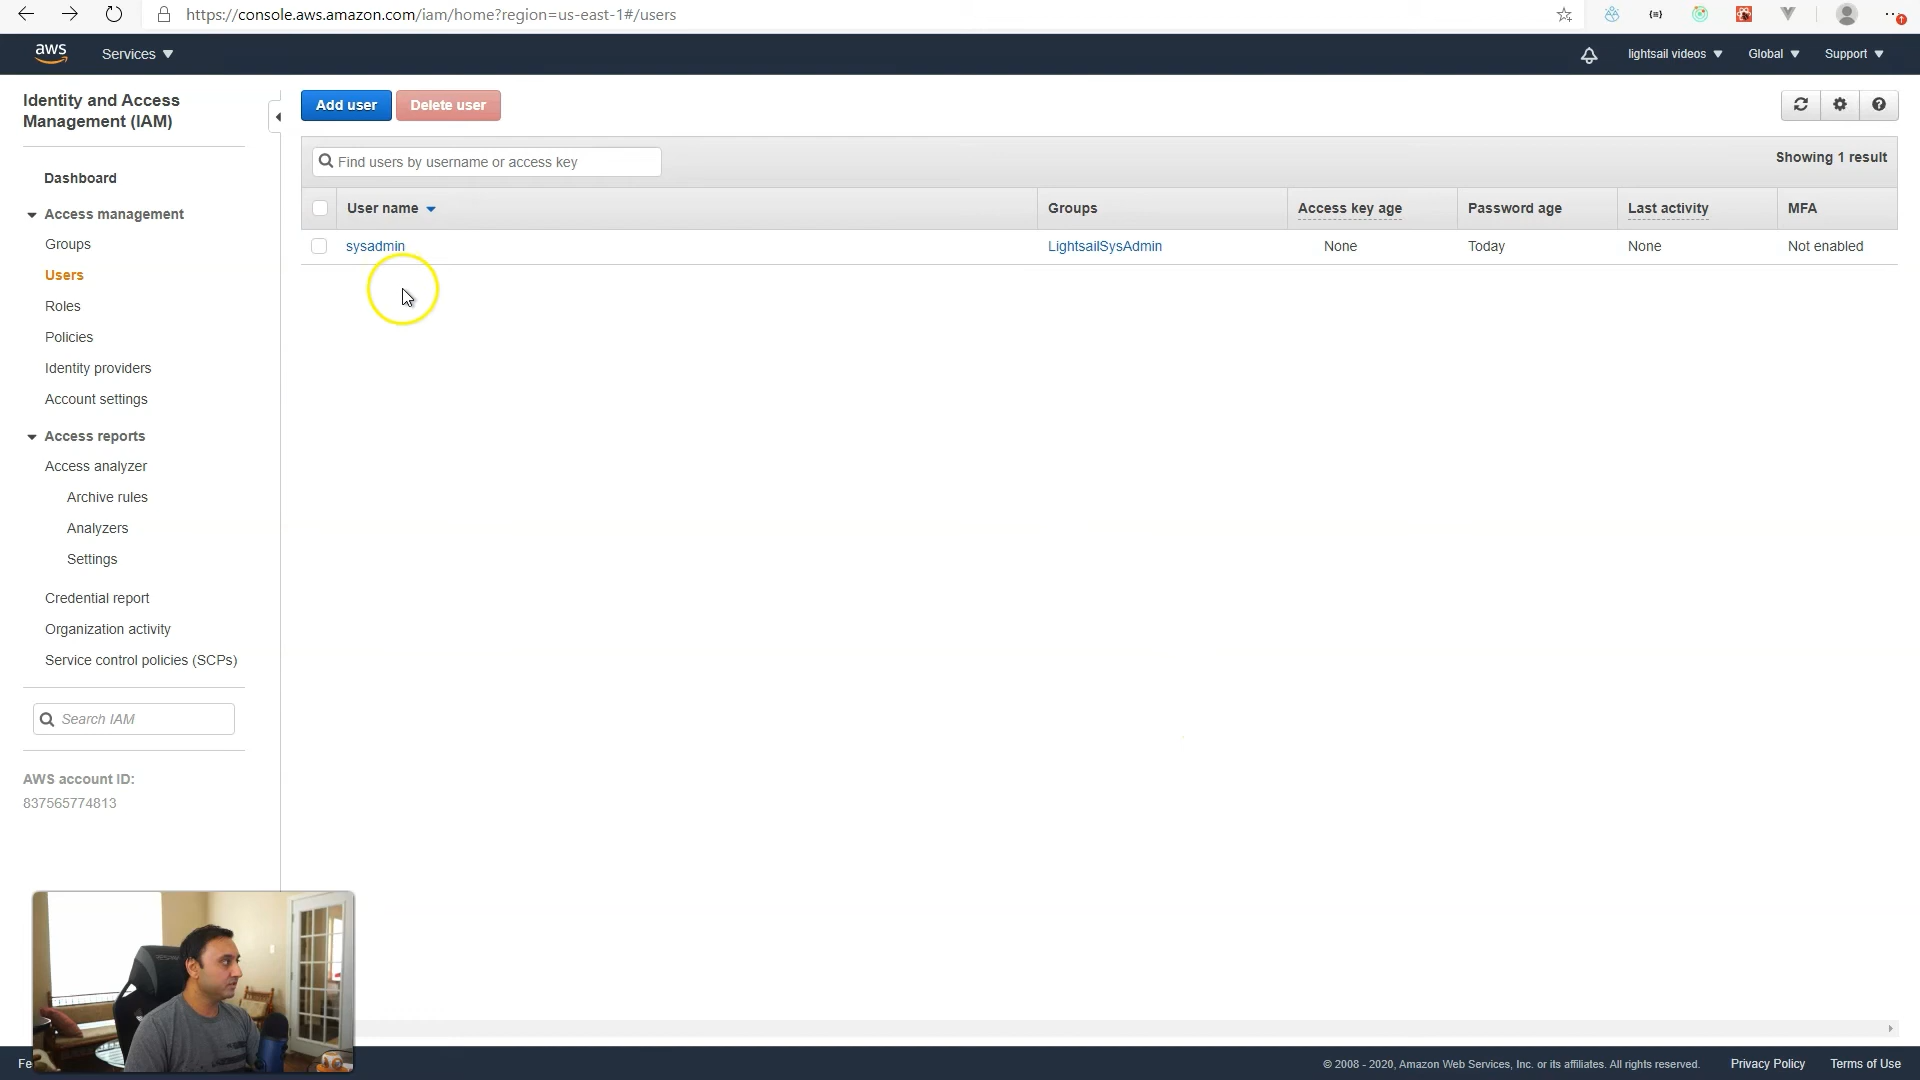 https://console.aws.amazon.com/iam/home?region=us-east-1#/users
aws
Services
lightsail videos
Global
Support
Identity and Access
Management (IAM)
Dashboard
Access management
Groups
Users
Roles
Policies
Identity providers
Account settings
Access reports
Access analyzer
Archive rules
Analyzers
Settings
Credential report
Organization activity
Service control policies (SCPs)
Search IAM
AWS account ID:
837565774813
Add user
Delete user
Find users by username or access key
Showing 1 result
User name
Groups
Access key age
Password age
Last activity
MFA
sysadmin
LightsailSysAdmin
None
Today
None
Not enabled
Fe
© 2008 - 2020, Amazon Web Services, Inc. or its affiliates. All rights reserved.
Privacy Policy
Terms of Use